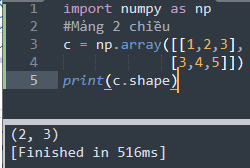 1 import numpy as np
2 #Mảng 2 chiều
3 c = np.array([[1,2,3],
4 [3,4,5]])
5 print(c.shape)
(2, 3)
[Finished in 516ms]